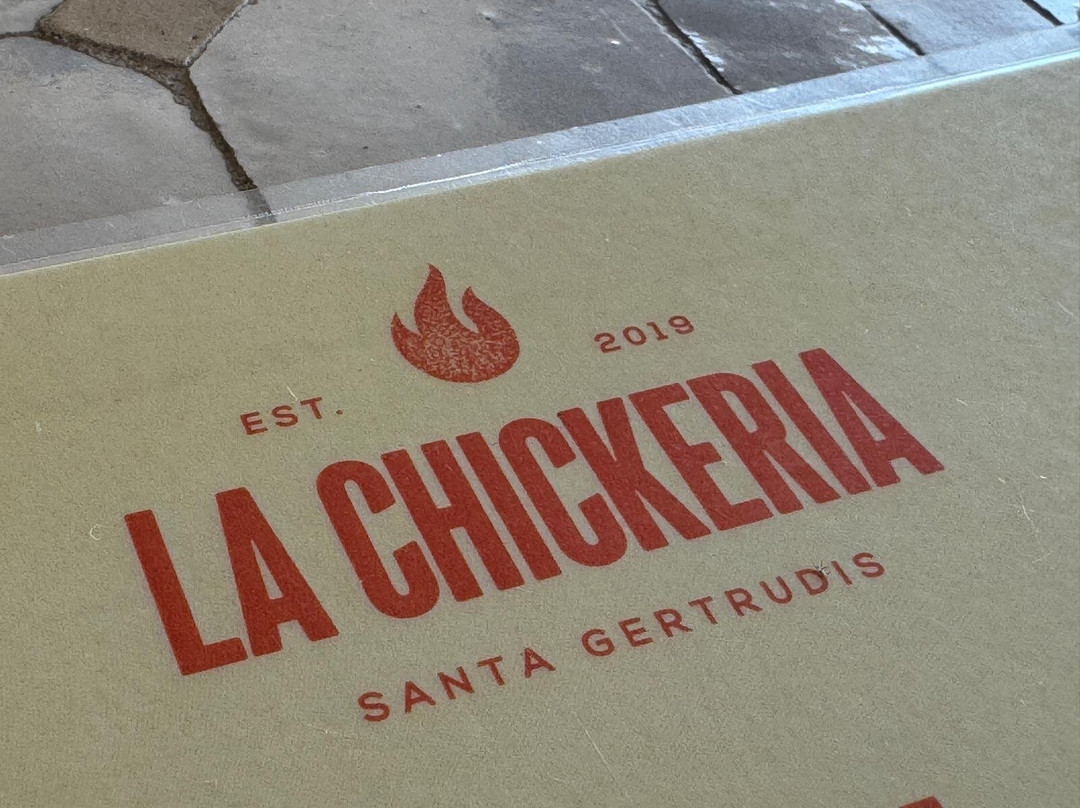 EST. 2019
LA CHICKERIA
SANTA GERTRUDIS